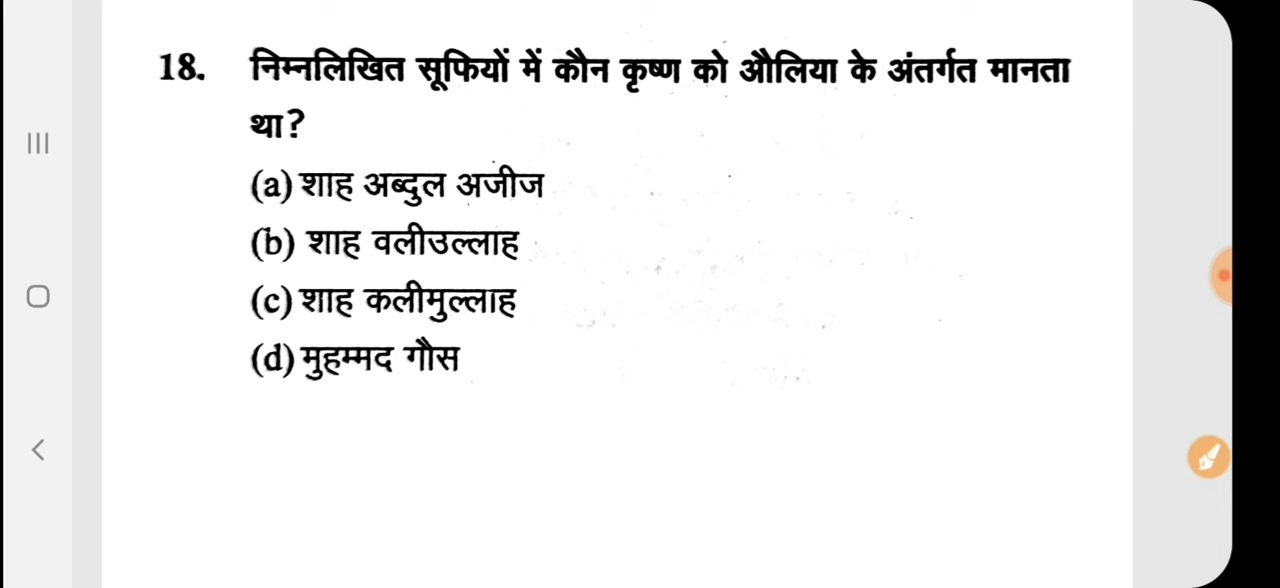 18. निम्नलिखित सूफियों में कौन कृष्ण को औलिया के अंतर्गत मानता
था?
(a) शाह अब्दुल अजीज
(b) शाह वलीउल्लाह
(c) शाह कलीमुल्लाह
(d) मुहम्मद गौस